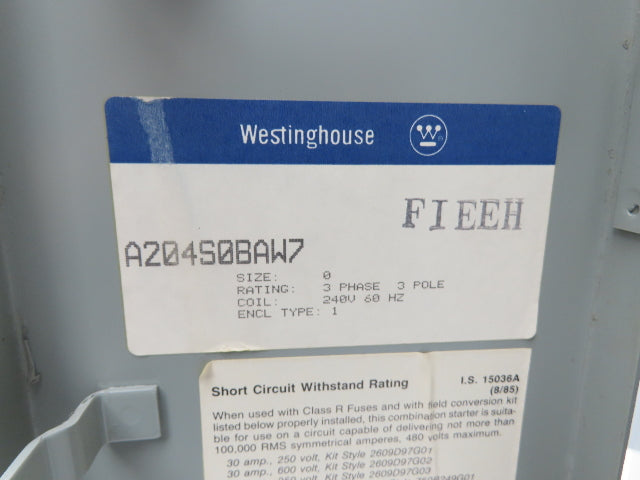 Westinghouse
FIEEH
A204S0BAW7
SIZE: 0
RATING: 3 PHASE 3 POLE
COIL: 240V 60 HZ
ENCL TYPE: 1
Short Circuit Withstand Rating
I.S. 15036A
(8/85)
When used with Class R Fuses and with field conversion kit
listed below properly installed, this combination starter is suita-
ble for use on a circuit capable of delivering not more than
100,000 RMS symmetrical amperes, 480 volts maximum.
30 amp., 250 volt, Kit Style 2609D97G01
30 amp., 600 volt, Kit Style 2609D97G02
volt, Kit Style 2609D97G03